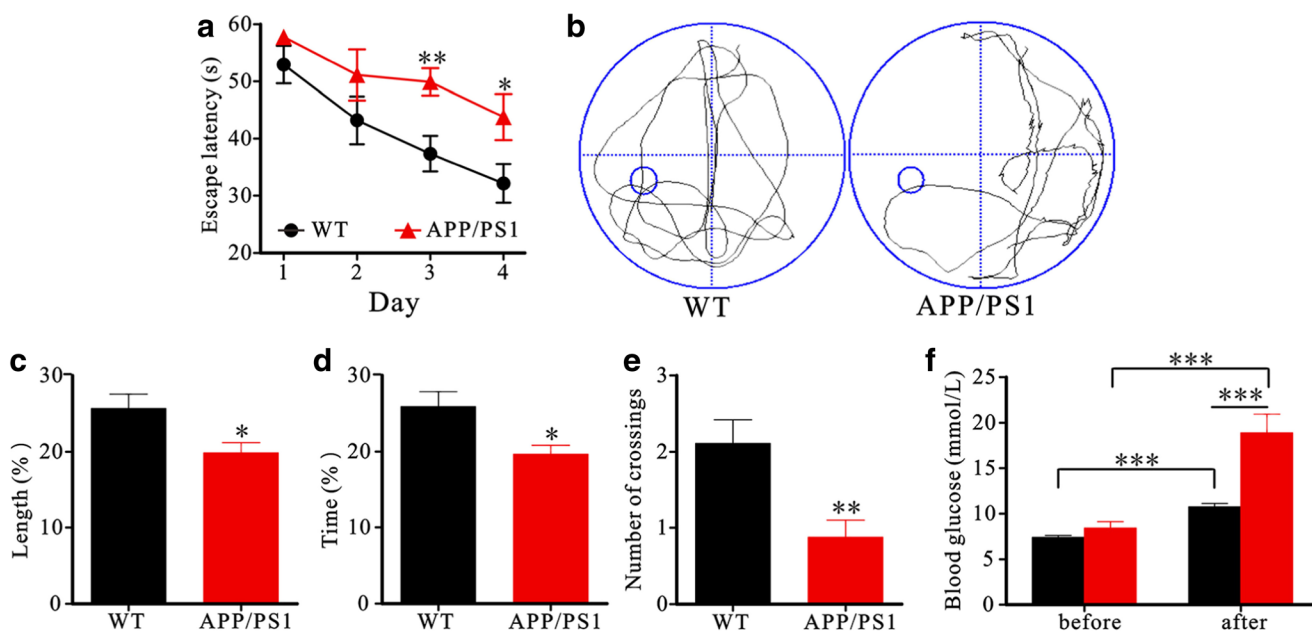 a
60
50
40
30
20
Escape latency (s)
**
*
WT
APP/PS1
1 2 3 4
Day
b
WT
APP/PS1
c
30
20
10
0
Length (% )
*
WT APP/PS1
d
30
20
10
0
Time (% )
*
WT APP/PS1
e
3
2
1
0
Number of crossings
**
WT APP/PS1
f
25
20
15
10
5
0
Blood glucose (mmol/L)
***
***
***
before after